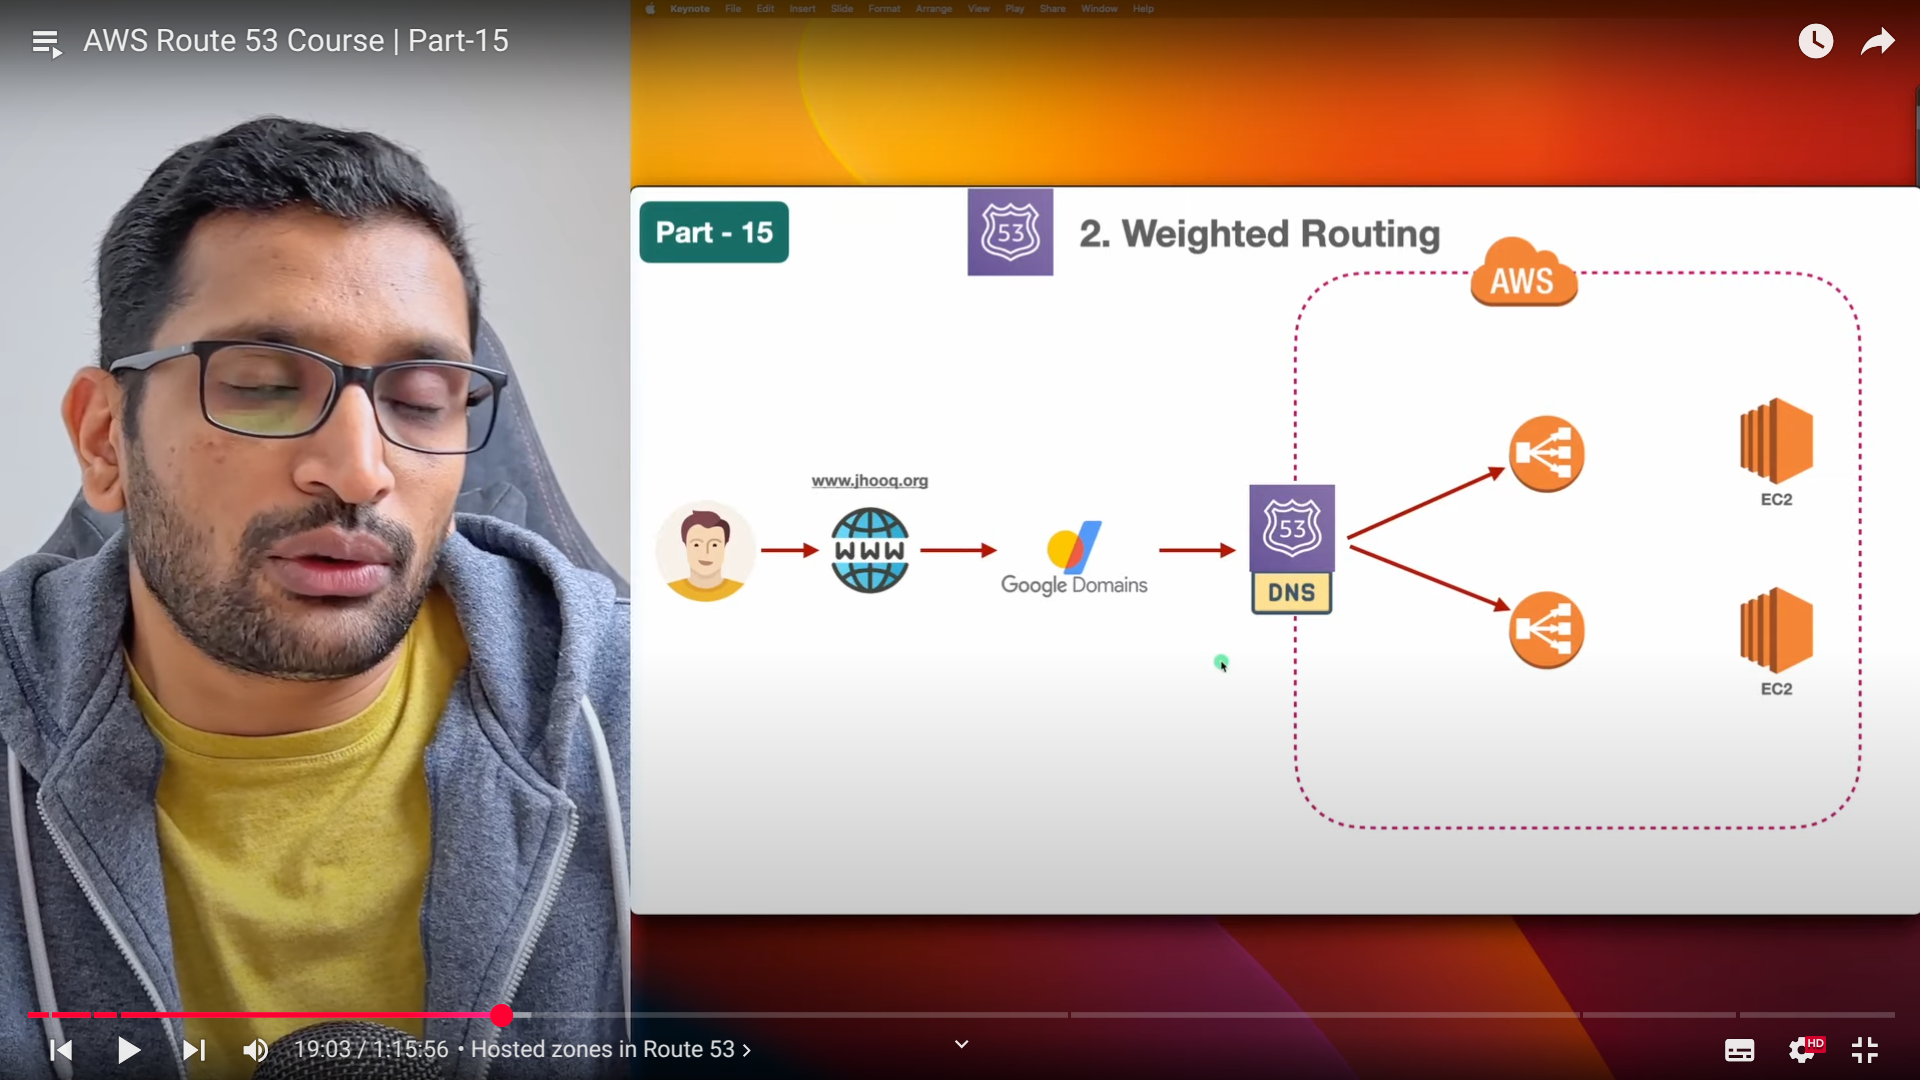 Keynote File Edit Insert Slide Format Arrange View Play Share Window Help
AWS Route 53 Course | Part-15
Part - 15
53
2. Weighted Routing
AWS
www.jhooq.org
WWW
Google Domains
53
DNS
EC2
EC2
19:03 / 1:15:56 • Hosted zones in Route 53 ›
HD